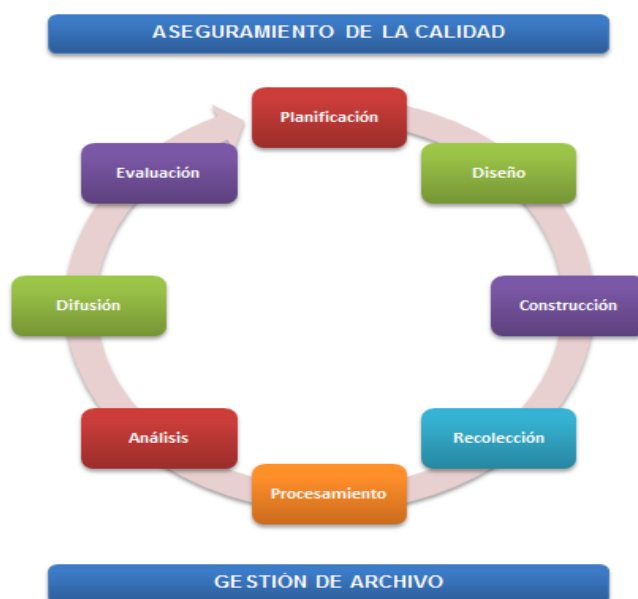 ASEGURAMIENTO DE LA CALIDAD
Planificación
Diseño
Construcción
Recolección
Procesamiento
Análisis
Difusión
Evaluación
GESTIÓN DE ARCHIVO